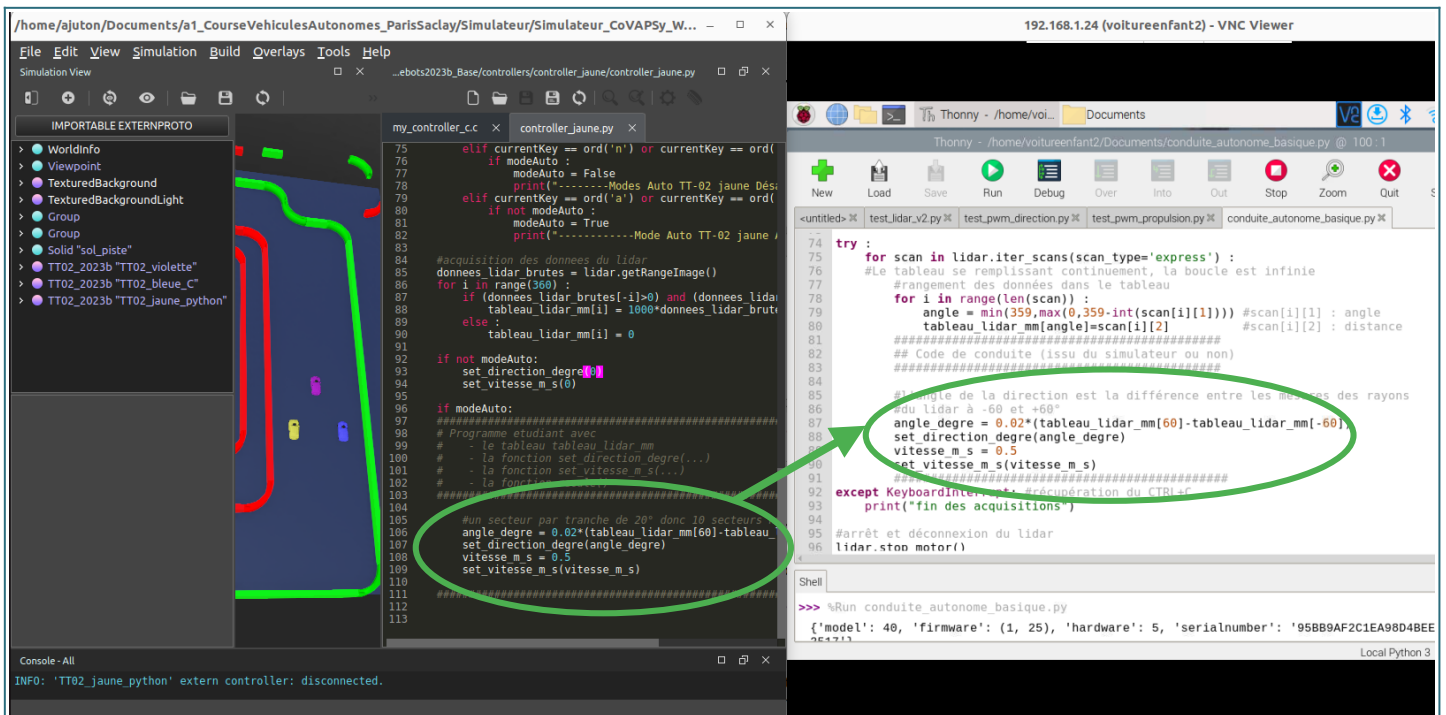 /home/ajuton/Documents/a1_CourseVehiculesAutonomes_ParisSaclay/Simulateur/Simulateur_CoVAPSy_W...
File Edit View Simulation Build Overlays Tools Help
Simulation View
IMPORTABLE EXTERNPROTO
WorldInfo
Viewpoint
TexturedBackground
TexturedBackgroundLight
Group
Group
Solid "sol_piste"
TT02_2023b "TT02_violette"
TT02_2023b "TT02_bleue_C"
TT02_2023b "TT02_jaune_python"
...ebots2023b_Base/controllers/controller_jaune/controller_jaune.py
my_controller_c.c × controller_jaune.py ×
75 elif currentKey == ord('n') or currentKey == ord(
76 if modeAuto :
77 modeAuto = False
78 print("--------Modes Auto TT-02 jaune Désa
79 elif currentKey == ord('a') or currentKey == ord(
80 if not modeAuto :
81 modeAuto = True
82 print("------------Mode Auto TT-02 jaune A
83
84 #acquisition des donnees du lidar
85 donnees_lidar_brutes = lidar.getRangeImage()
86 for i in range(360) :
87 if (donnees_lidar_brutes[-i]>0) and (donnees_lida
88 tableau_lidar_mm[i] = 1000*donnees_lidar_brute
89 else :
90 tableau_lidar_mm[i] = 0
91
92 if not modeAuto:
93 set_direction_degre(0)
94 set_vitesse_m_s(0)
95
96 if modeAuto:
97 ####################################################
98 # Programme etudiant avec
99 # - le tableau tableau_lidar_mm
100 # - la fonction set_direction_degre(...)
101 # - la fonction set_vitesse_m_s(...)
102 # - la fonction
103 ####################################################
104
105 #un secteur par tranche de 20° donc 10 secteurs
106 angle_degre = 0.02*(tableau_lidar_mm[60]-tableau_
107 set_direction_degre(angle_degre)
108 vitesse_m_s = 0.5
109 set_vitesse_m_s(vitesse_m_s)
110
111 ####################################################
112
113
Console - All
INFO: 'TT02_jaune_python' extern controller: disconnected.
192.168.1.24 (voitureenfant2) - VNC Viewer
Thonny - /home/voi... Documents
Thonny - /home/voitureenfant2/Documents/conduite_autonome_basique.py @ 100 : 1
New Load Save Run Debug Over Into Out Stop Zoom Quit
<untitled> × test_lidar_v2.py × test_pwm_direction.py × test_pwm_propulsion.py × conduite_autonome_basique.py ×
74 try :
75 for scan in lidar.iter_scans(scan_type='express') :
76 #Le tableau se remplissant continuement, la boucle est infinie
77 #rangement des données dans le tableau
78 for i in range(len(scan)) :
79 angle = min(359,max(0,359-int(scan[i][1]))) #scan[i][1] : angle
80 tableau_lidar_mm[angle]=scan[i][2] #scan[i][2] : distance
81 #############################################
82 ## Code de conduite (issu du simulateur ou non)
83 #############################################
84
85 #l'angle de la direction est la différence entre les mesures des rayons
86 #du lidar à -60 et +60°
87 angle_degre = 0.02*(tableau_lidar_mm[60]-tableau_lidar_mm[-60])
88 set_direction_degre(angle_degre)
89 vitesse_m_s = 0.5
90 set_vitesse_m_s(vitesse_m_s)
91 ##############################################
92 except KeyboardInterrupt: #récupération du CTRL+C
93 print("fin des acquisitions")
94
95 #arrêt et déconnexion du lidar
96 lidar.stop_motor()
Shell
>>> %Run conduite_autonome_basique.py
{'model': 40, 'firmware': (1, 25), 'hardware': 5, 'serialnumber': '95BB9AF2C1EA98D4BEE
Local Python 3